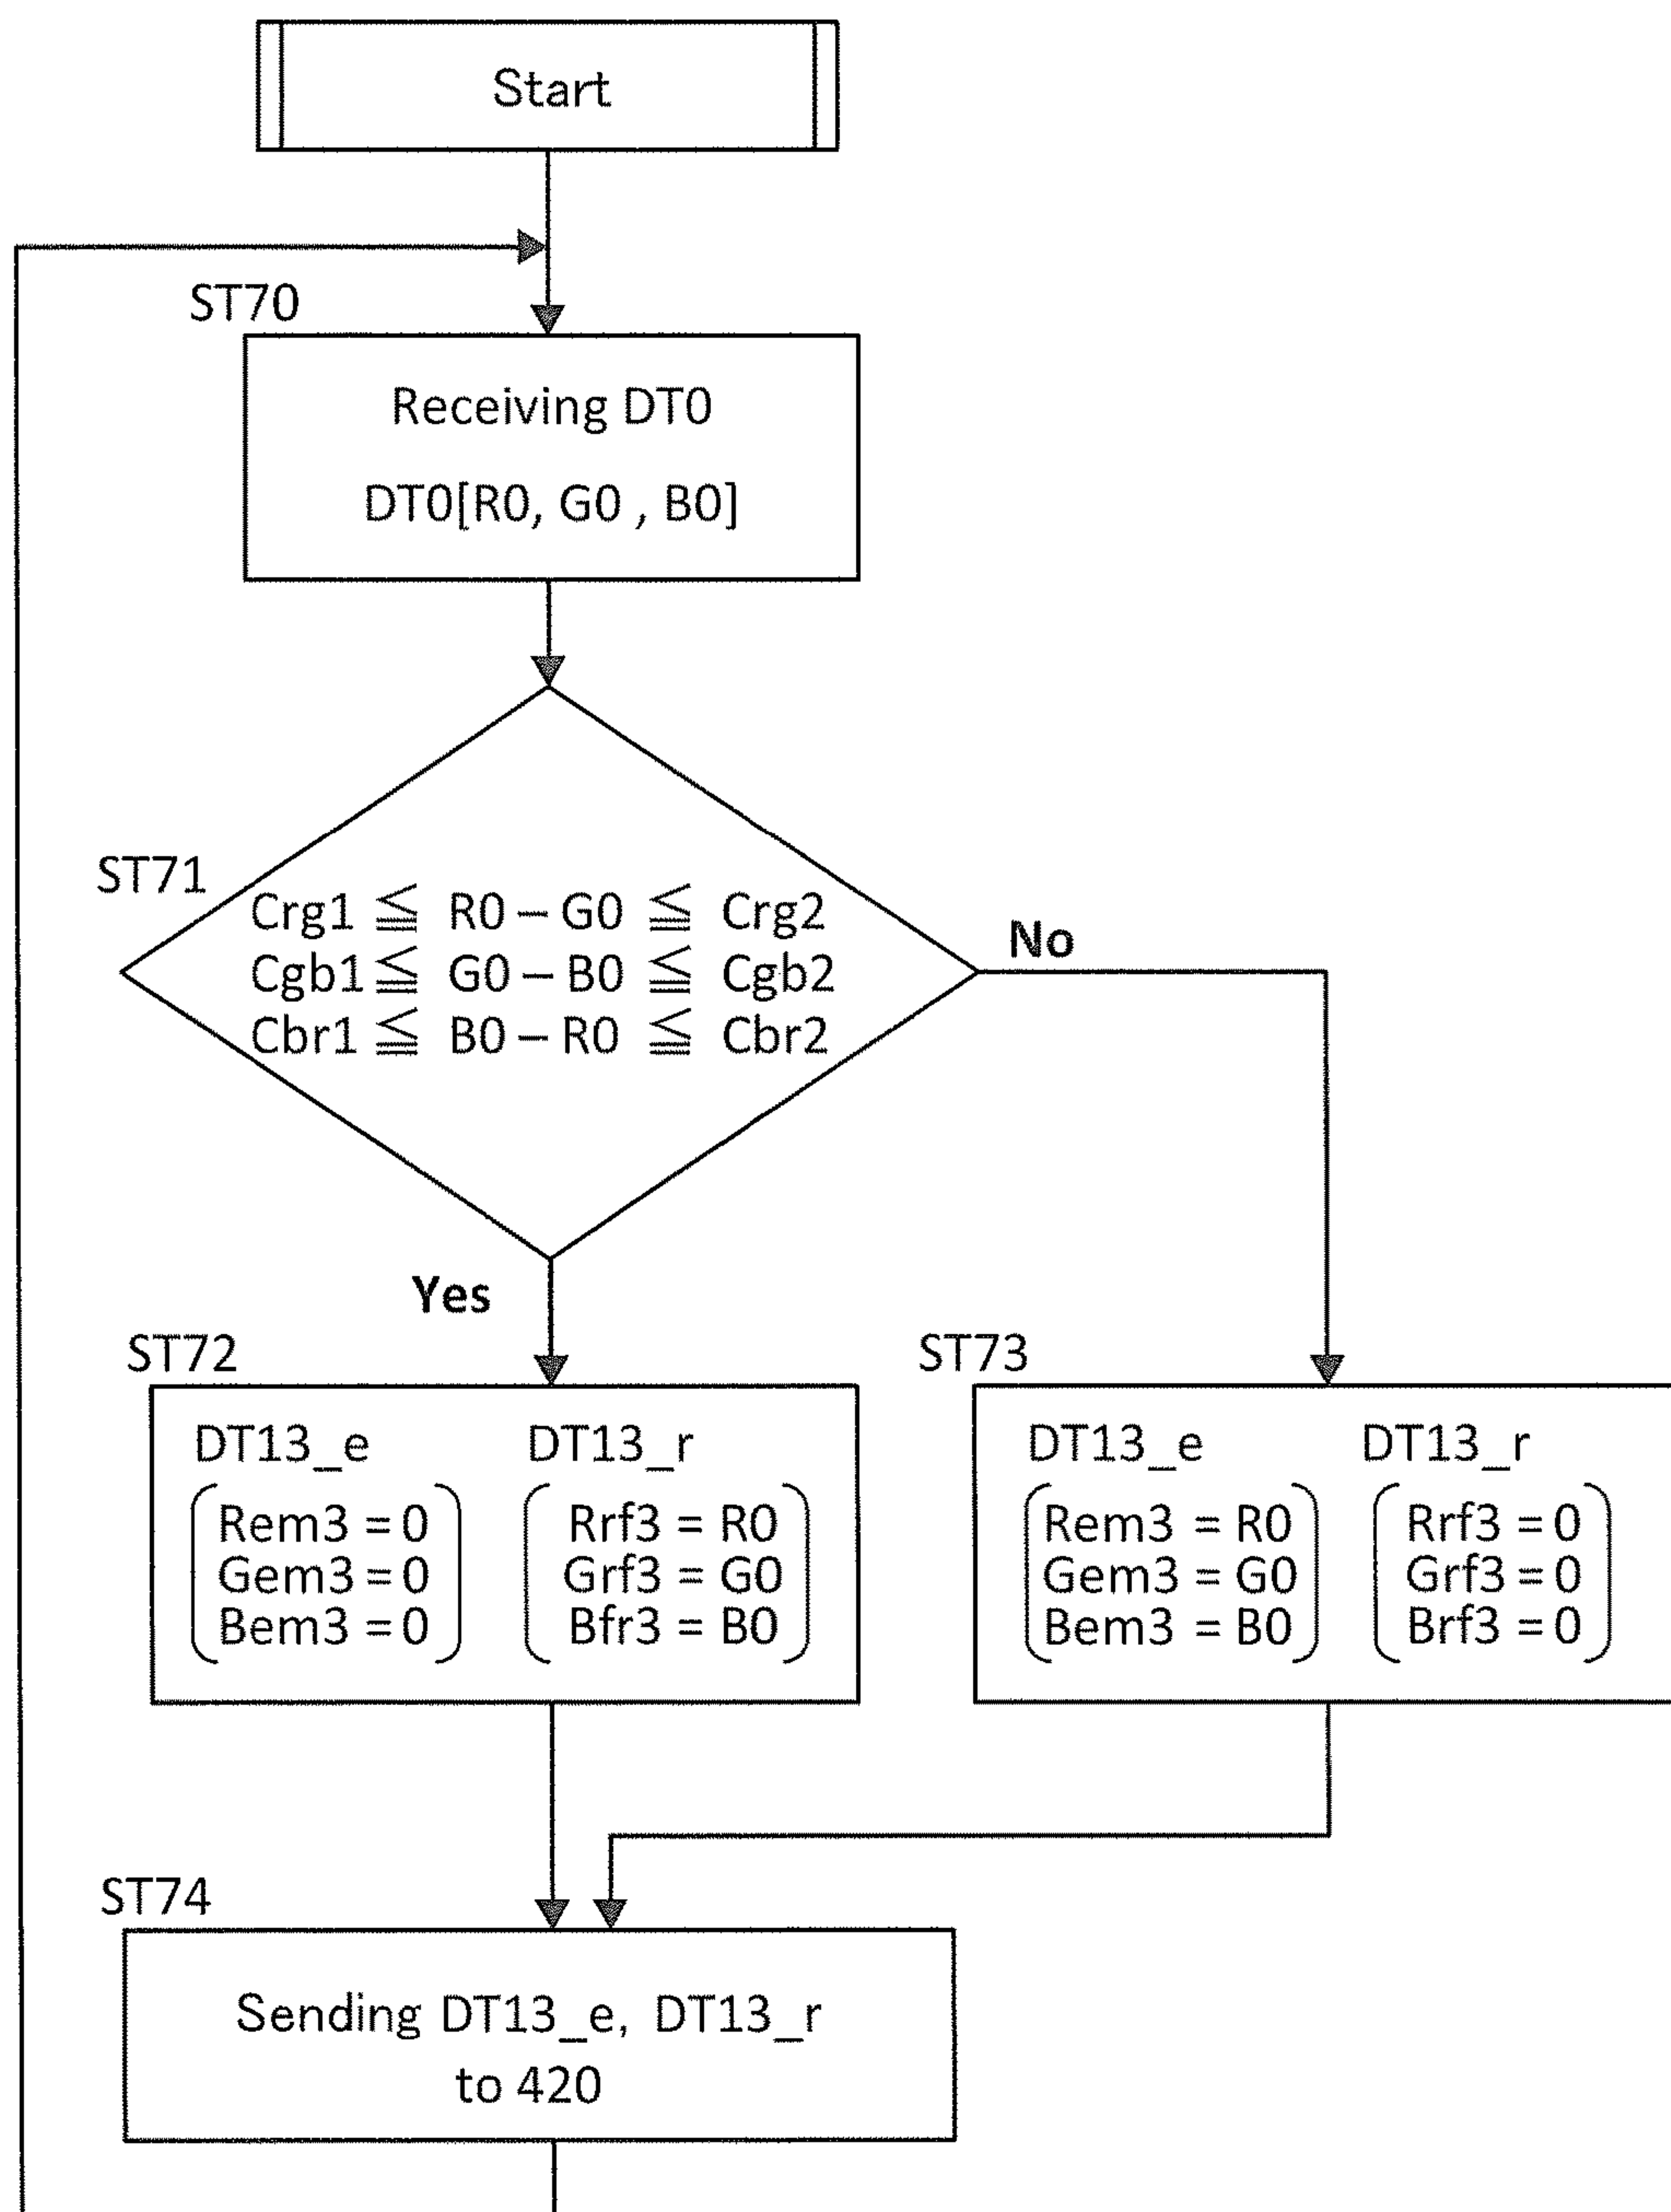 Start
ST70
Receiving DT0
DT0[R0, G0 , B0]
ST71
Crg1 ≦ R0 – G0 ≦ Crg2
Cgb1 ≦ G0 – B0 ≦ Cgb2
Cbr1 ≦ B0 – R0 ≦ Cbr2
No
Yes
ST72
DT13_e DT13_r
Rem3 = 0 Rrf3 = R0
Gem3 = 0 Grf3 = G0
Bem3 = 0 Bfr3 = B0
ST73
DT13_e DT13_r
Rem3 = R0 Rrf3 = 0
Gem3 = G0 Grf3 = 0
Bem3 = B0 Brf3 = 0
ST74
Sending DT13_e, DT13_r
to 420